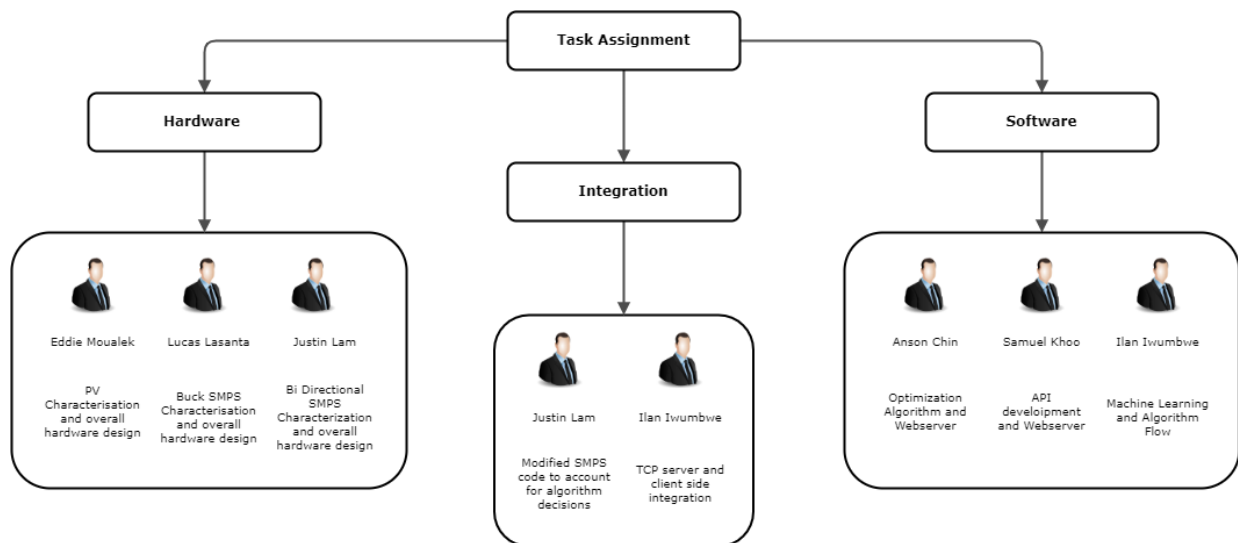 Task Assignment
Hardware
Software
Integration
Eddie Moualek
Lucas Lasanta
Justin Lam
PV
Characterisation
and overall
hardware design
Buck SMPS
Characterisation
and overall
hardware design
Bi Directional
SMPS
Characterization
and overall
hardware design
Justin Lam
Ilan Iwumbwe
Modified SMPS
code to account
for algorithm
decisions
TCP server and
client side
integration
Anson Chin
Samuel Khoo
Ilan Iwumbwe
Optimization
Algorithm and
Webserver
API
develoipment
and Webserver
Machine Learning
and Algorithm
Flow